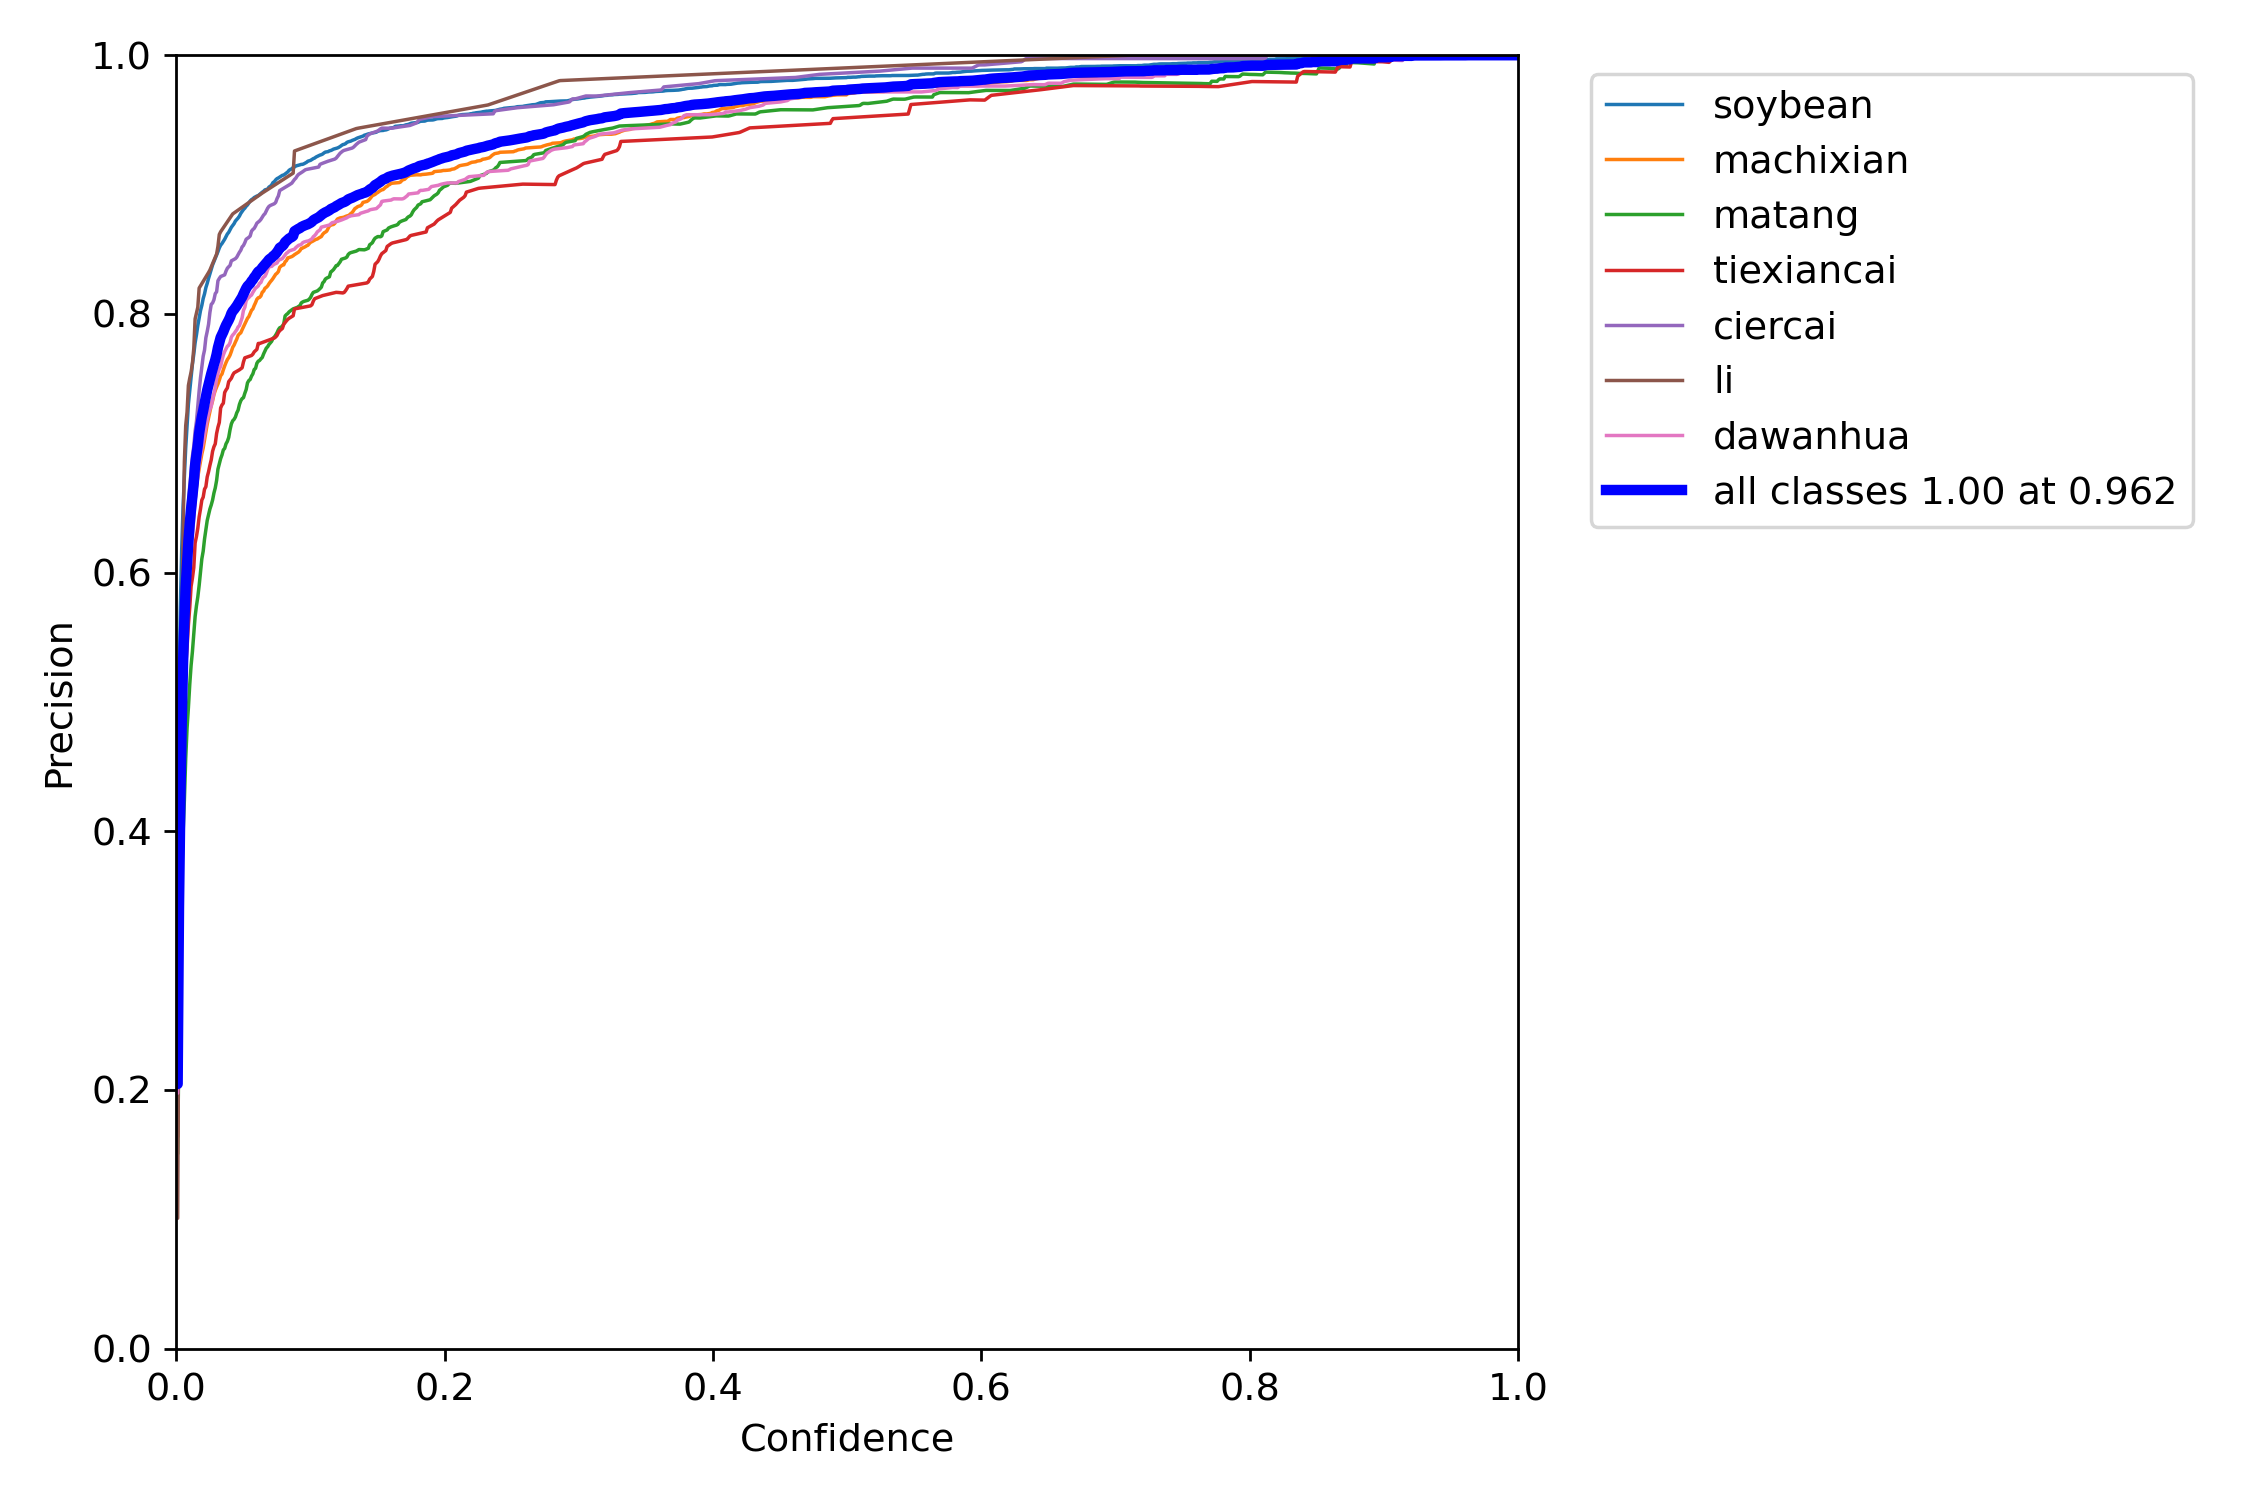 1.0
0.8
0.6
0.4
0.2
0.0
Precision
0.0 0.2 0.4 0.6 0.8 1.0
Confidence
soybean
machixian
matang
tiexiancai
ciercai
li
dawanhua
all classes 1.00 at 0.962